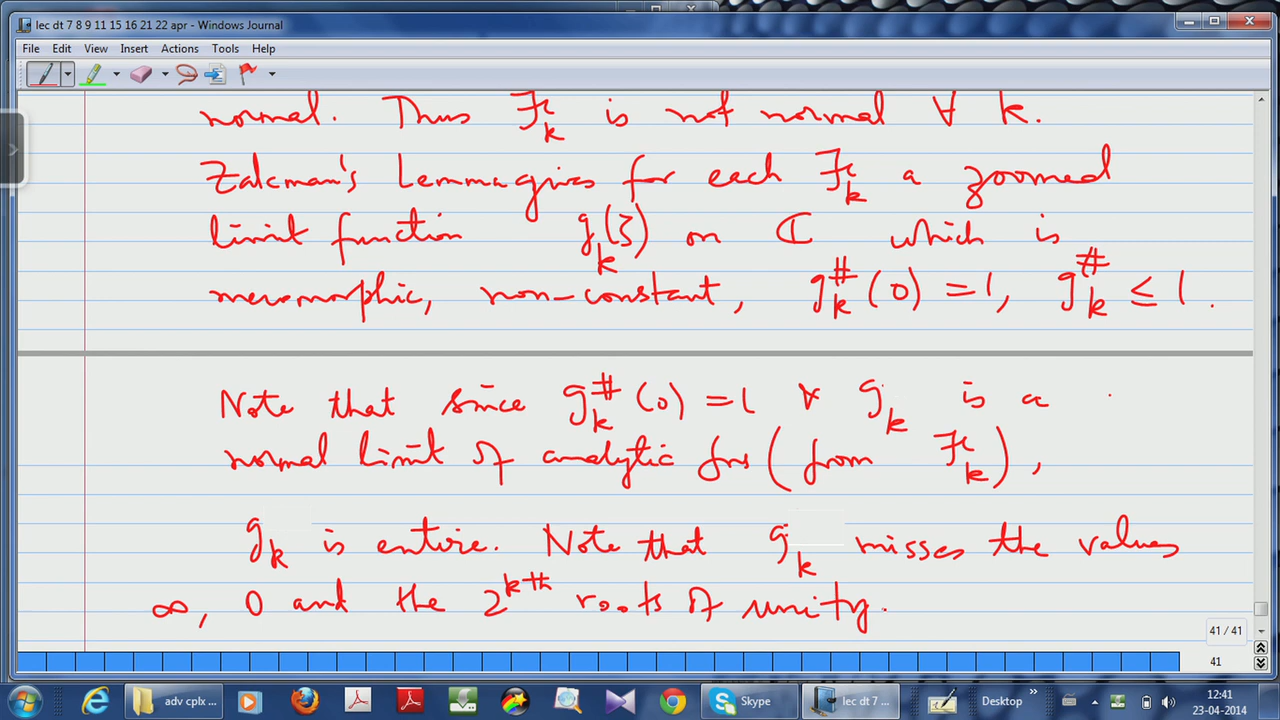 lec dt 7 8 9 11 15 16 21 22 apr - Windows Journal
File Edit View Insert Actions Tools Help
normal. Thus ℱ_k is not normal ∀ k.
Zalcman's Lemma gives for each ℱ_k a zoomed
limit function g_k(ζ) on ℂ which is
meromorphic, non-constant, g_k^#(0) = 1, g_k^# ≤ 1.
Note that since g_k^#(0) = 1 & g_k is a
normal limit of analytic fns (from ℱ_k),
g_k is entire. Note that g_k misses the values
∞, 0 and the 2^{kth} roots of unity.
41 / 41
41
adv cplx ...
Skype
lec dt 7 ...
Desktop
12:41
23-04-2014